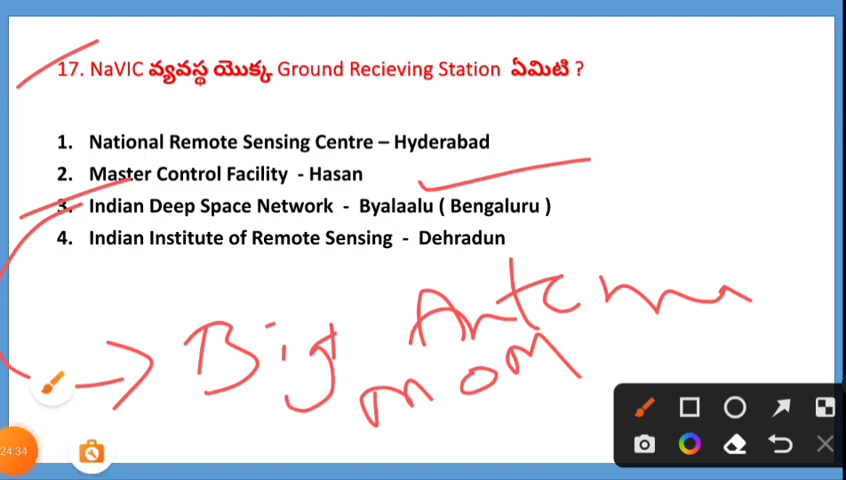 17. NaVIC వ్యవస్థ యొక్క Ground Recieving Station ఏమిటి ?
1. National Remote Sensing Centre – Hyderabad
2. Master Control Facility - Hasan
3. Indian Deep Space Network - Byalaalu ( Bengaluru )
4. Indian Institute of Remote Sensing - Dehradun
Big Antenna
MOM
24:34